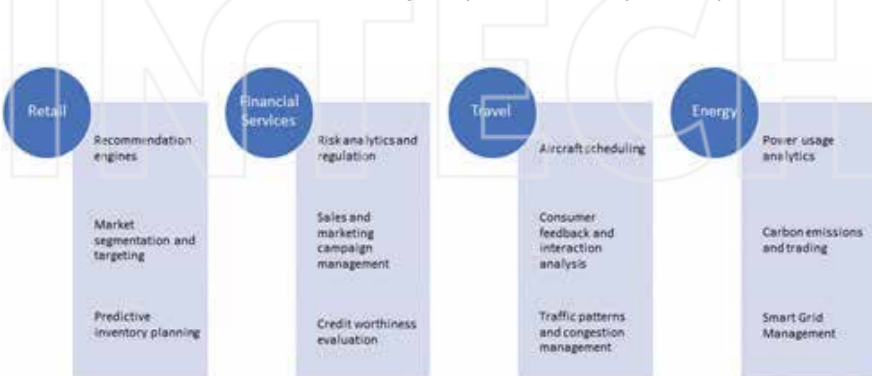 INTECH
Retail
Recommendation
engines
Market
segmentation and
targeting
Predictive
inventory planning
Financial
Services
Risk analytics and
regulation
Sales and
marketing
campaign
management
Credit worthiness
evaluation
Travel
Aircraft scheduling
Consumer
feedback and
interaction
analysis
Traffic patterns
and congestion
management
Energy
Power usage
analytics
Carbon emissions
and trading
Smart Grid
Management